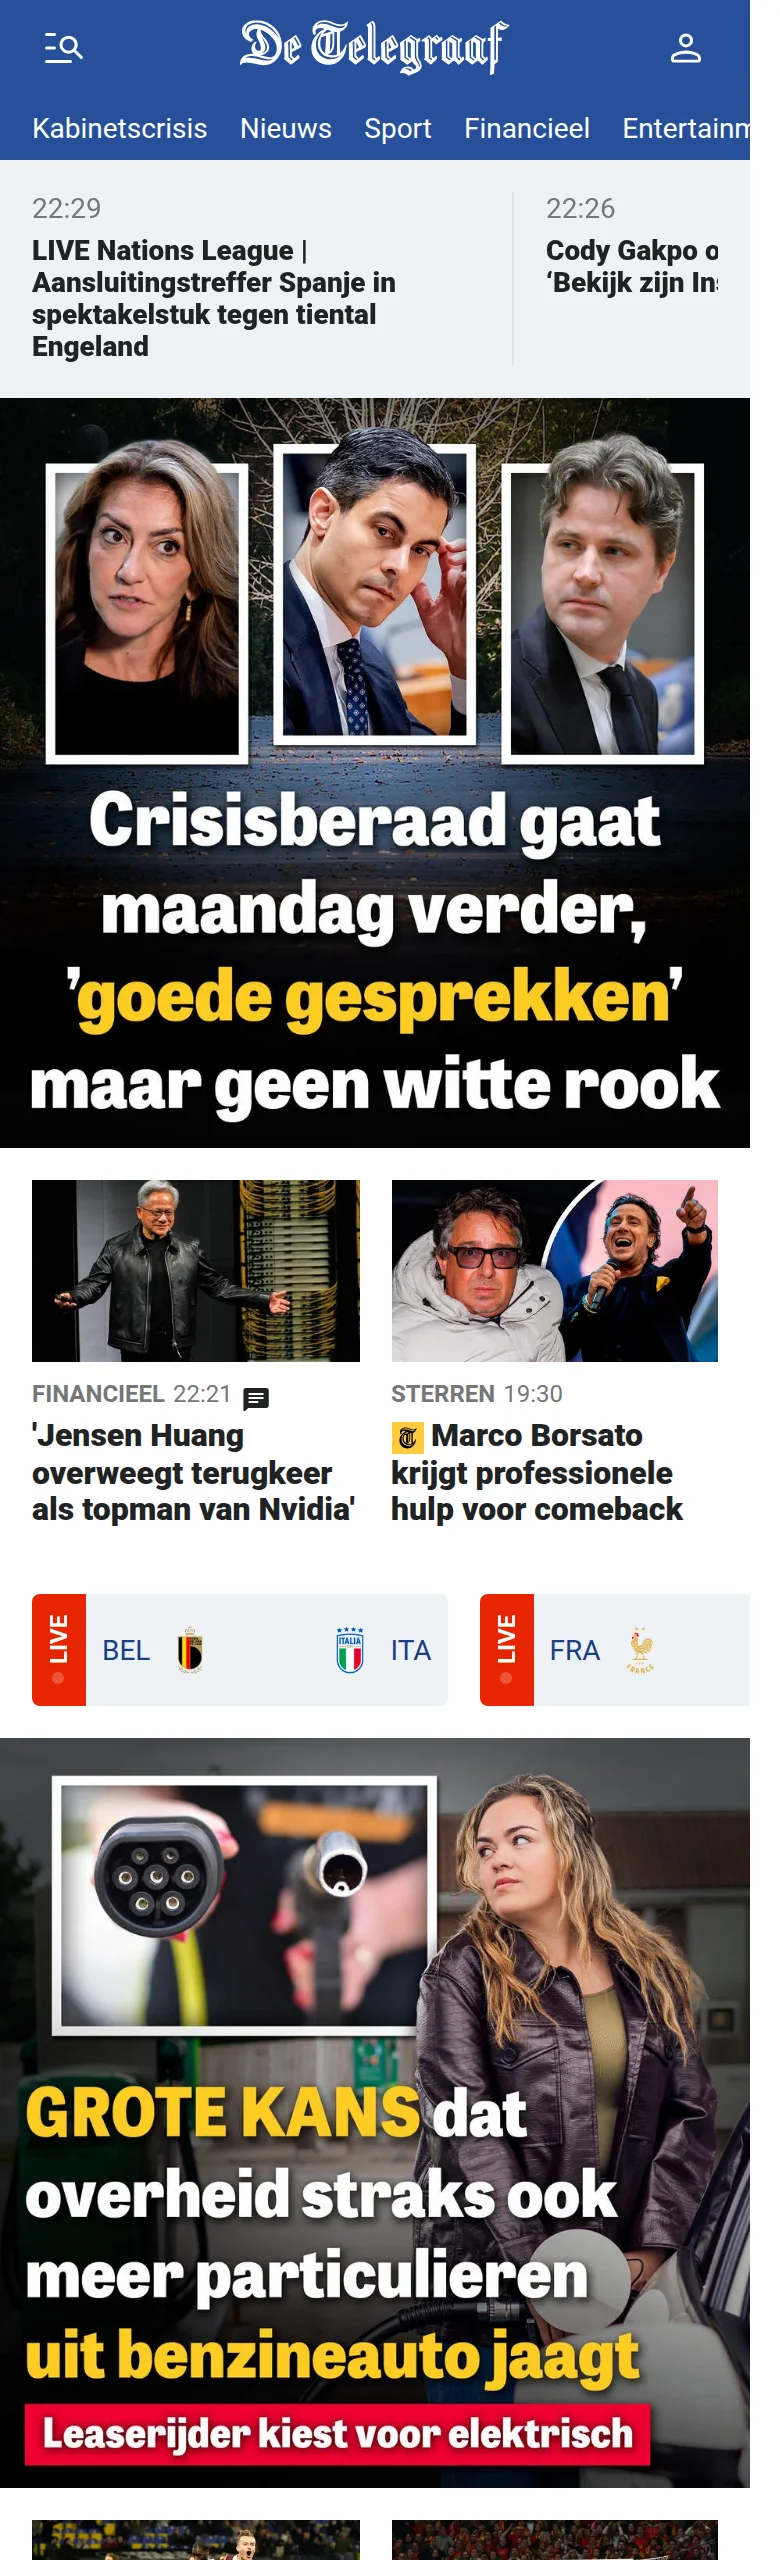 De Telegraaf
Kabinetscrisis Nieuws Sport Financieel Entertainm
22:29
LIVE Nations League |
Aansluitingstreffer Spanje in
spektakelstuk tegen tiental
Engeland
22:26
Cody Gakpo o
‘Bekijk zijn Ins
Crisisberaad gaat
maandag verder,
’goede gesprekken’
maar geen witte rook
FINANCIEEL 22:21
'Jensen Huang
overweegt terugkeer
als topman van Nvidia'
STERREN 19:30
T Marco Borsato
krijgt professionele
hulp voor comeback
LIVE
BEL
ITALIA
ITA
LIVE
FRA
FRANCE
GROTE KANS dat
overheid straks ook
meer particulieren
uit benzineauto jaagt
Leaserijder kiest voor elektrisch